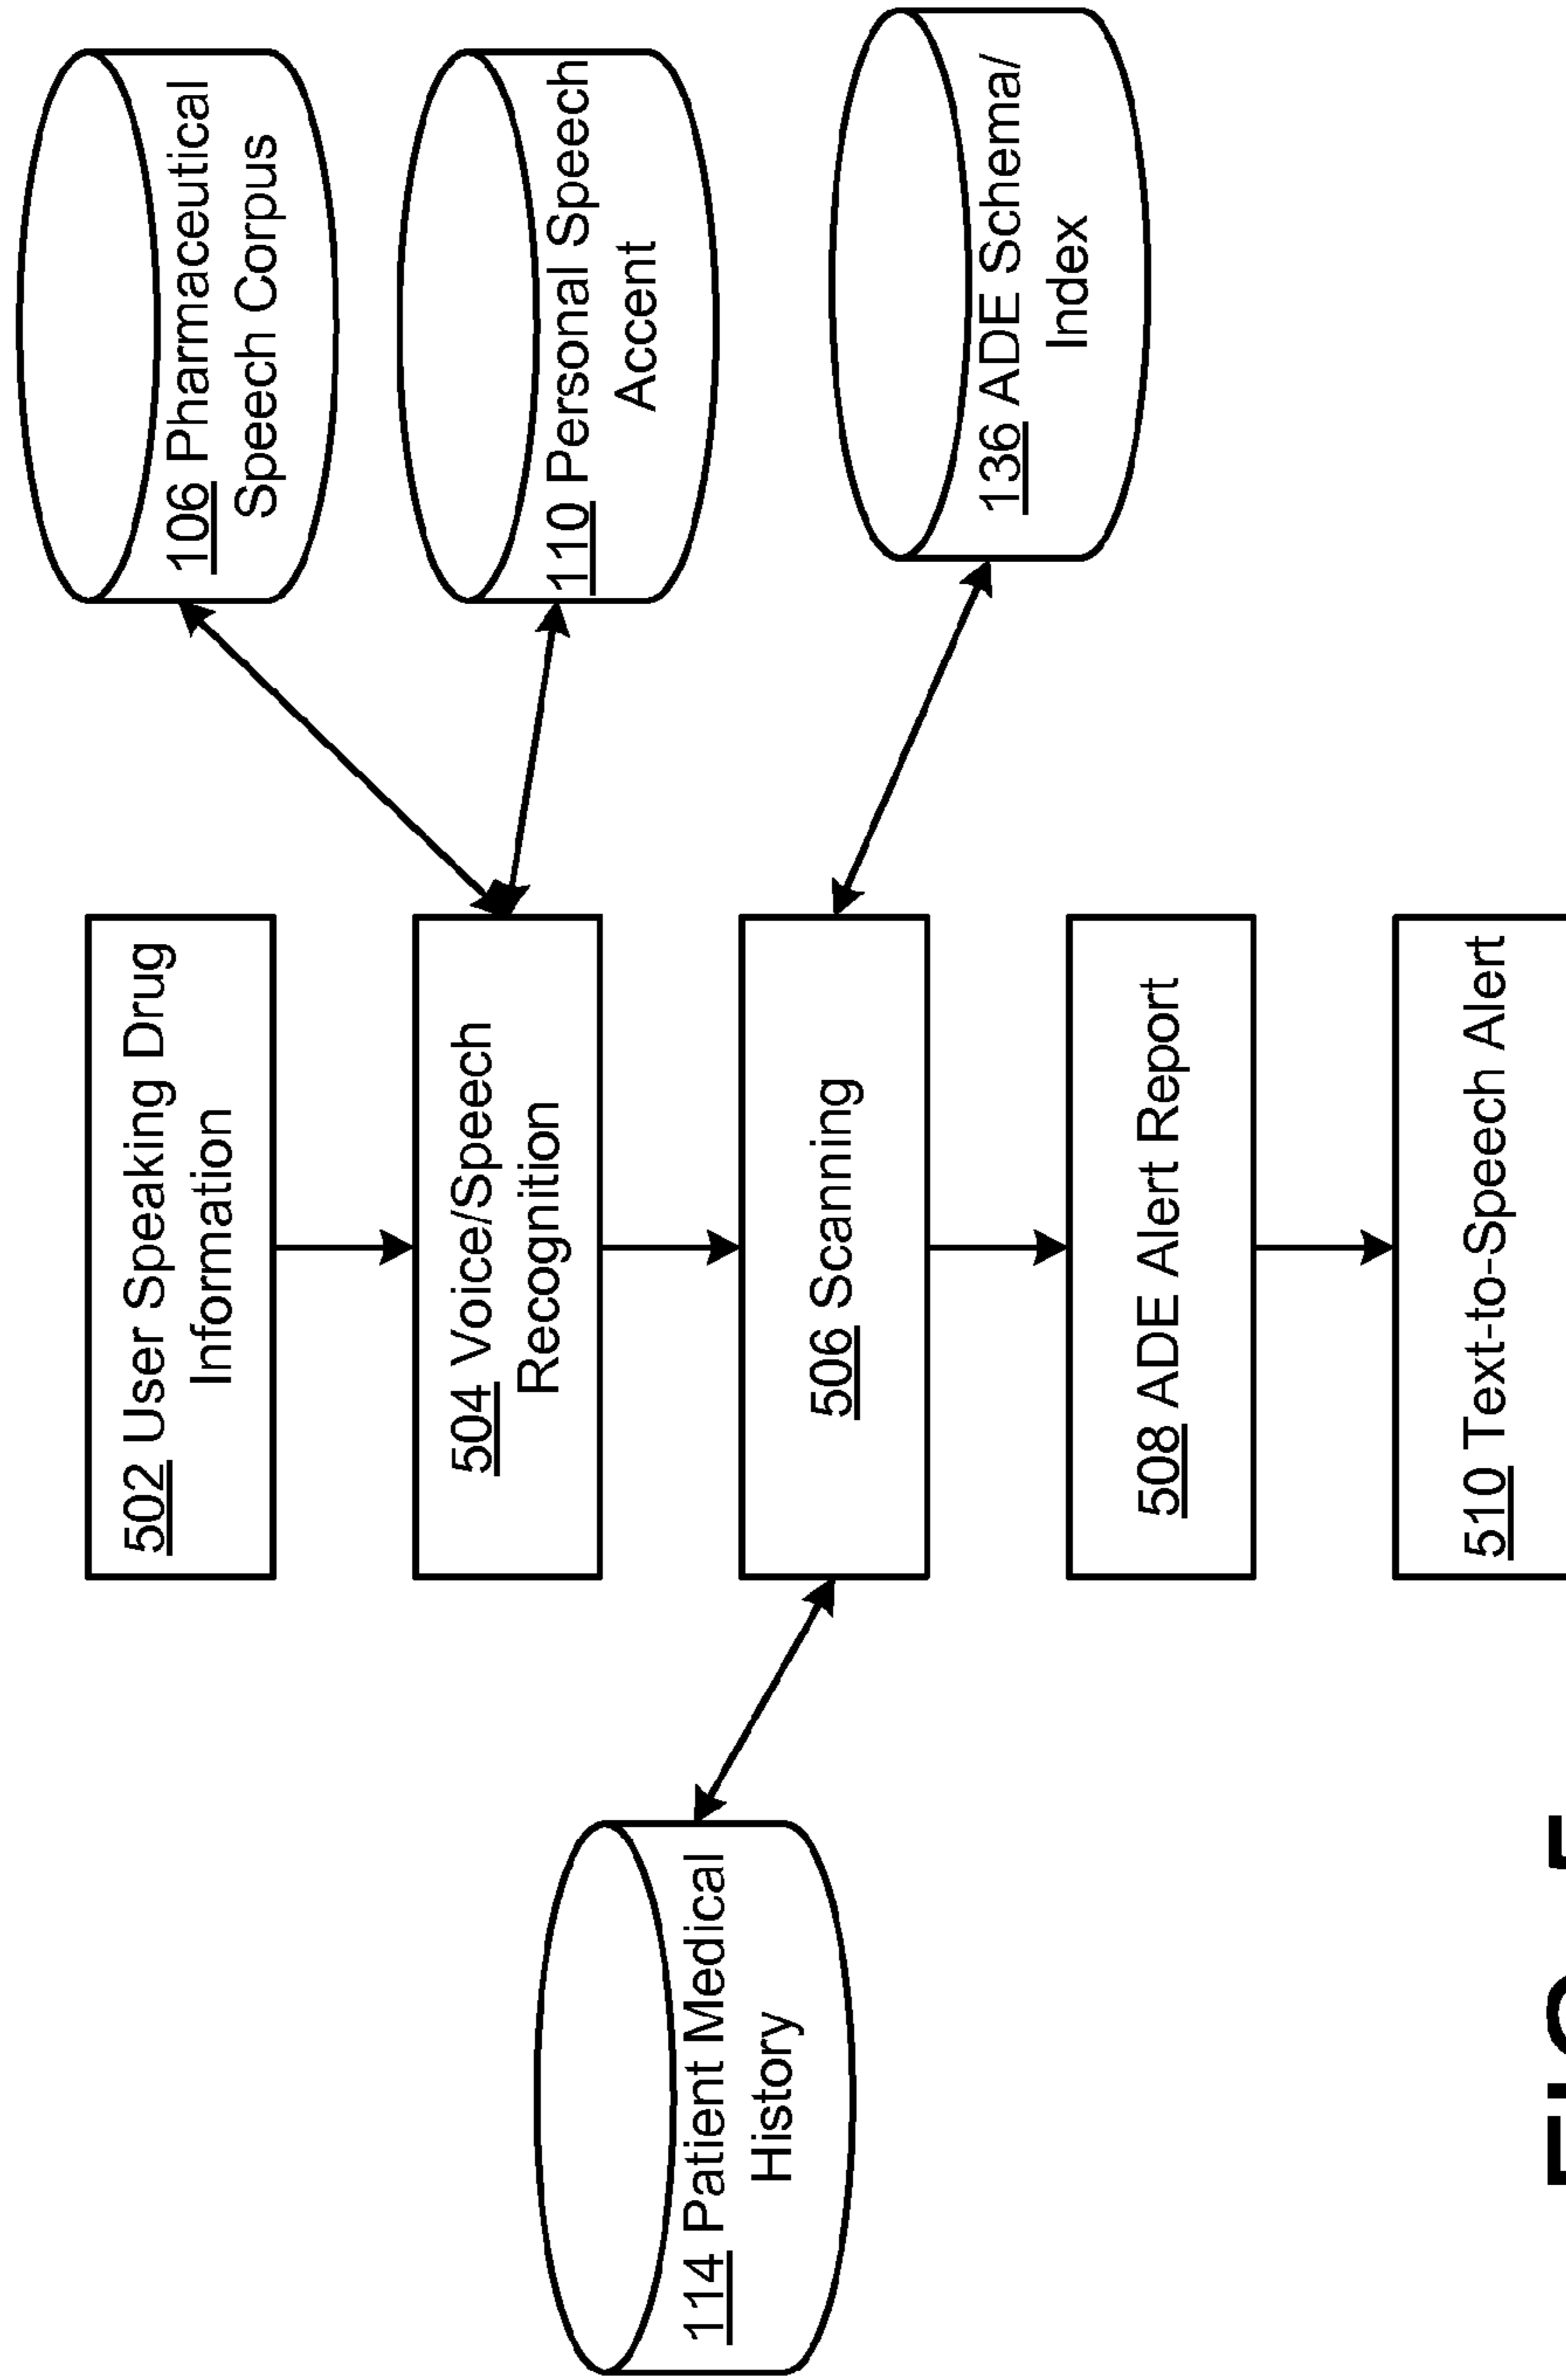 502 User Speaking Drug
Information
106 Pharmaceutical
Speech Corpus
504 Voice/Speech
Recognition
110 Personal Speech
Accent
114 Patient Medical
History
506 Scanning
136 ADE Schema/
Index
508 ADE Alert Report
510 Text-to-Speech Alert